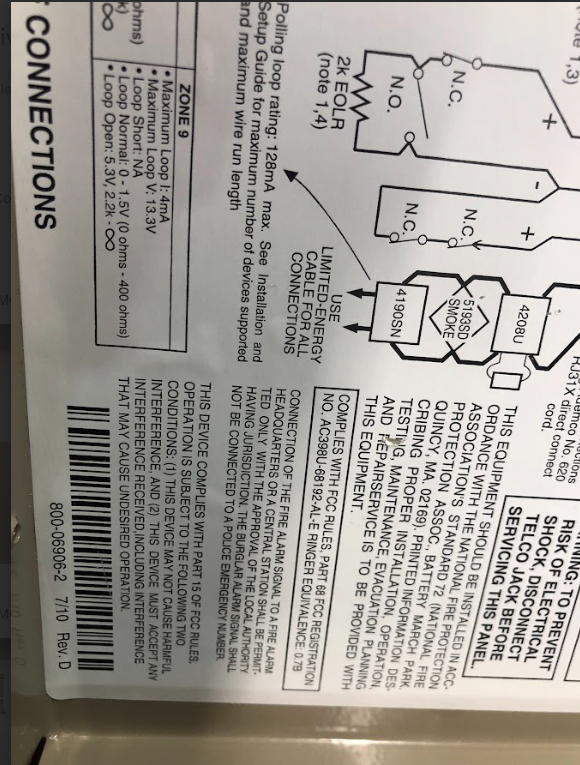 +
N.C.
N.O.
2k EOLR
(note 1,4)
-
+
N.C.
N.C.
4208U
5193SD
SMOKE
4190SN
USE
LIMITED-ENERGY
CABLE FOR ALL
CONNECTIONS
Polling loop rating: 128mA max. See Installation and
Setup Guide for maximum number of devices supported
and maximum wire run length
ZONE 9
• Maximum Loop I: 4mA
• Maximum Loop V: 13.3V
• Loop Short: NA
• Loop Normal: 0 - 1.5V (0 ohms - 400 ohms)
• Loop Open: 5.3V, 2.2k - ∞
ohms)
∞
CONNECTIONS
No. 620
RJ31X direct connect
cord.
RISK OF ELECTRICAL
SHOCK, DISCONNECT
TELCO JACK BEFORE
SERVICING THIS PANEL.
THIS EQUIPMENT SHOULD BE INSTALLED IN ACC-
ORDANCE WITH THE NATIONAL FIRE PROTECTION
ASSOCIATION'S STANDARD 72 (NATIONAL FIRE
PROTECTION ASSOC., BATTERY MARCH PARK
QUINCY, MA. 02169), PRINTED INFORMATION DES-
CRIBING PROPER INSTALLATION, OPERATION,
TESTING, MAINTENANCE, EVACUATION PLANNING
AND REPAIR SERVICE IS TO BE PROVIDED WITH
THIS EQUIPMENT.
COMPLIES WITH FCC RULES, PART 68 FCC REGISTRATION
NO. AC398U-68192-AL-E RINGER EQUIVALENCE: 0.7B
CONNECTION OF THE FIRE ALARM SIGNAL TO A FIRE ALARM
HEADQUARTERS OR A CENTRAL STATION SHALL BE PERMIT-
TED ONLY WITH THE APPROVAL OF THE LOCAL AUTHORITY
HAVING JURISDICTION. THE BURGLAR ALARM SIGNAL SHALL
NOT BE CONNECTED TO A POLICE EMERGENCY NUMBER.
THIS DEVICE COMPLIES WITH PART 15 OF FCC RULES.
OPERATION IS SUBJECT TO THE FOLLOWING TWO
CONDITIONS: (1) THIS DEVICE MAY NOT CAUSE HARMFUL
INTERFERENCE, AND (2) THIS DEVICE MUST ACCEPT ANY
INTERFERENCE RECEIVED, INCLUDING INTERFERENCE
THAT MAY CAUSE UNDESIRED OPERATION.
800-06906-2 7/10 Rev. D